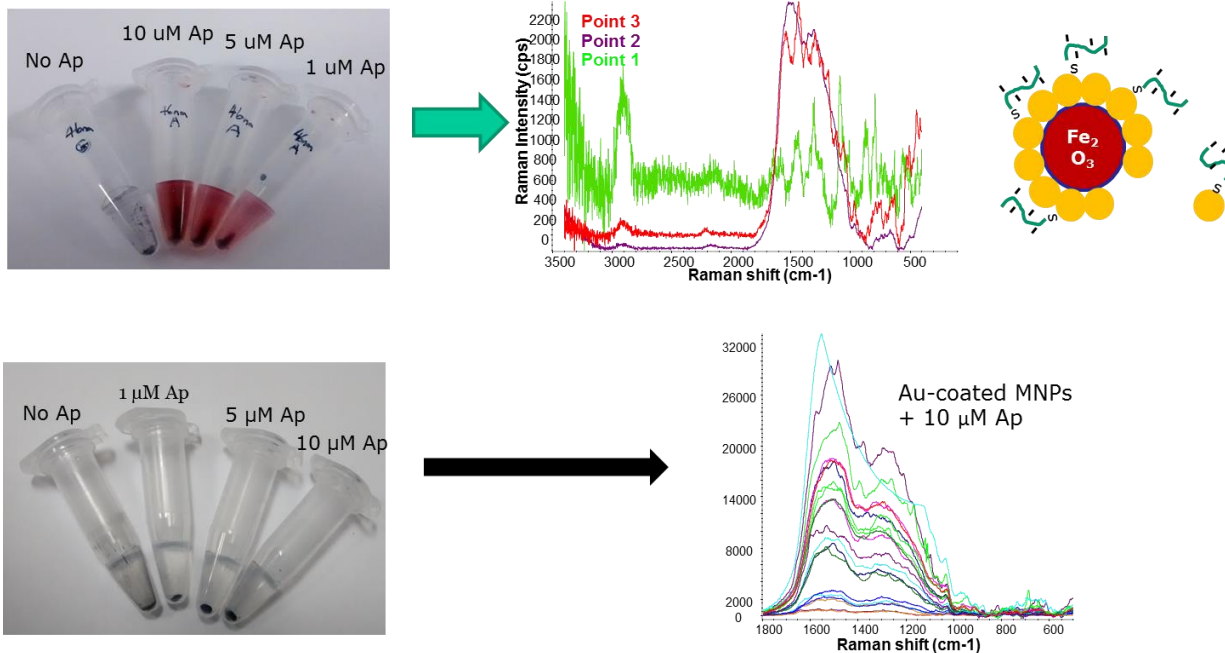 No Ap
10 uM Ap
5 uM Ap
1 uM Ap
46nm
A
46nm
A
Raman Intensity (cps)
2200
2000
1800
1600
1400
1200
1000
800
600
400
200
0
Point 3
Point 2
Point 1
3500 3000 2000 1000 500
Raman shift (cm-1)
S
S
S
S
S
Fe2
O3
No Ap
1 µM Ap
5 µM Ap
10 µM Ap
32000
26000
20000
14000
8000
2000
0
Au-coated MNPs
+ 10 µM Ap
1800 1600 1400 1200 1000 800 600
Raman shift (cm-1)